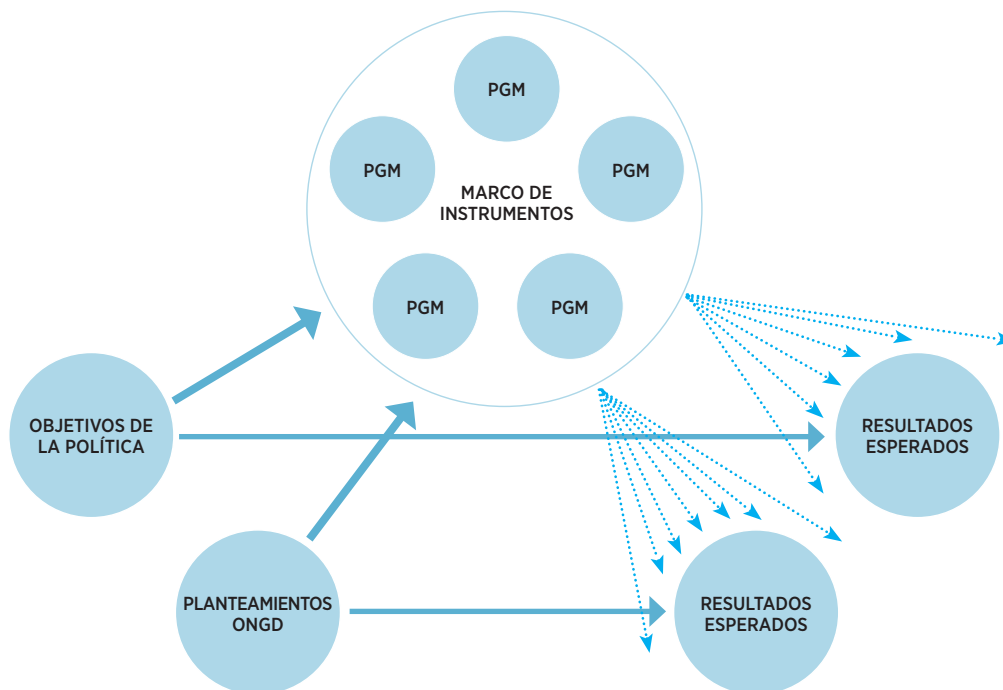 PGM
PGM
PGM
MARCO DE
INSTRUMENTOS
PGM
PGM
OBJETIVOS DE
LA POLÍTICA
RESULTADOS
ESPERADOS
PLANTEAMIENTOS
ONGD
RESULTADOS
ESPERADOS